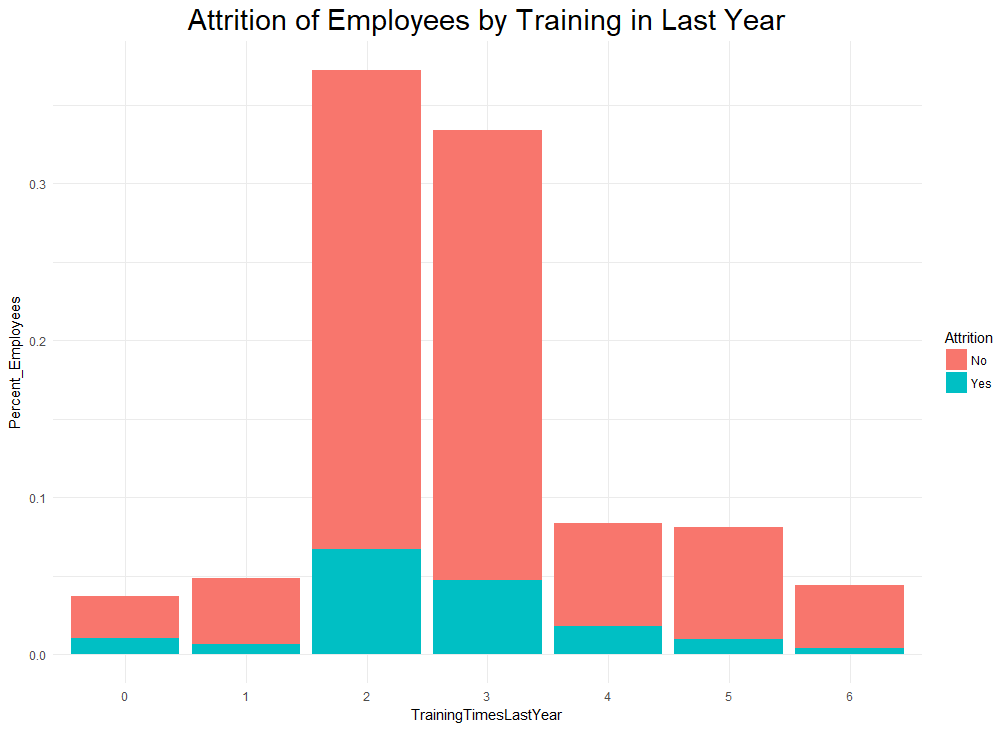 Attrition of Employees by Training in Last Year
Percent_Employees
0.3
0.2
0.1
0.0
0 1 2 3 4 5 6
TrainingTimesLastYear
Attrition
No
Yes